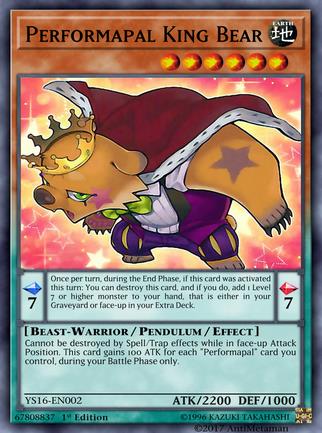 PERFORMAPAL KING BEAR
EARTH
地
Once per turn, during the End Phase, if this card was activated
this turn: You can destroy this card, and if you do, add 1 Level
7 or higher monster to your hand, that is either in your
Graveyard or face-up in your Extra Deck.
7
7
[ BEAST-WARRIOR / PENDULUM / EFFECT ]
Cannot be destroyed by Spell/Trap effects while in face-up Attack
Position. This card gains 100 ATK for each "Performapal" card you
control, during your Battle Phase only.
YS16-EN002
ATK/2200 DEF/1000
67808837
1st Edition
©1996 KAZUKI TAKAHASHI
©2017 AntiMetaman